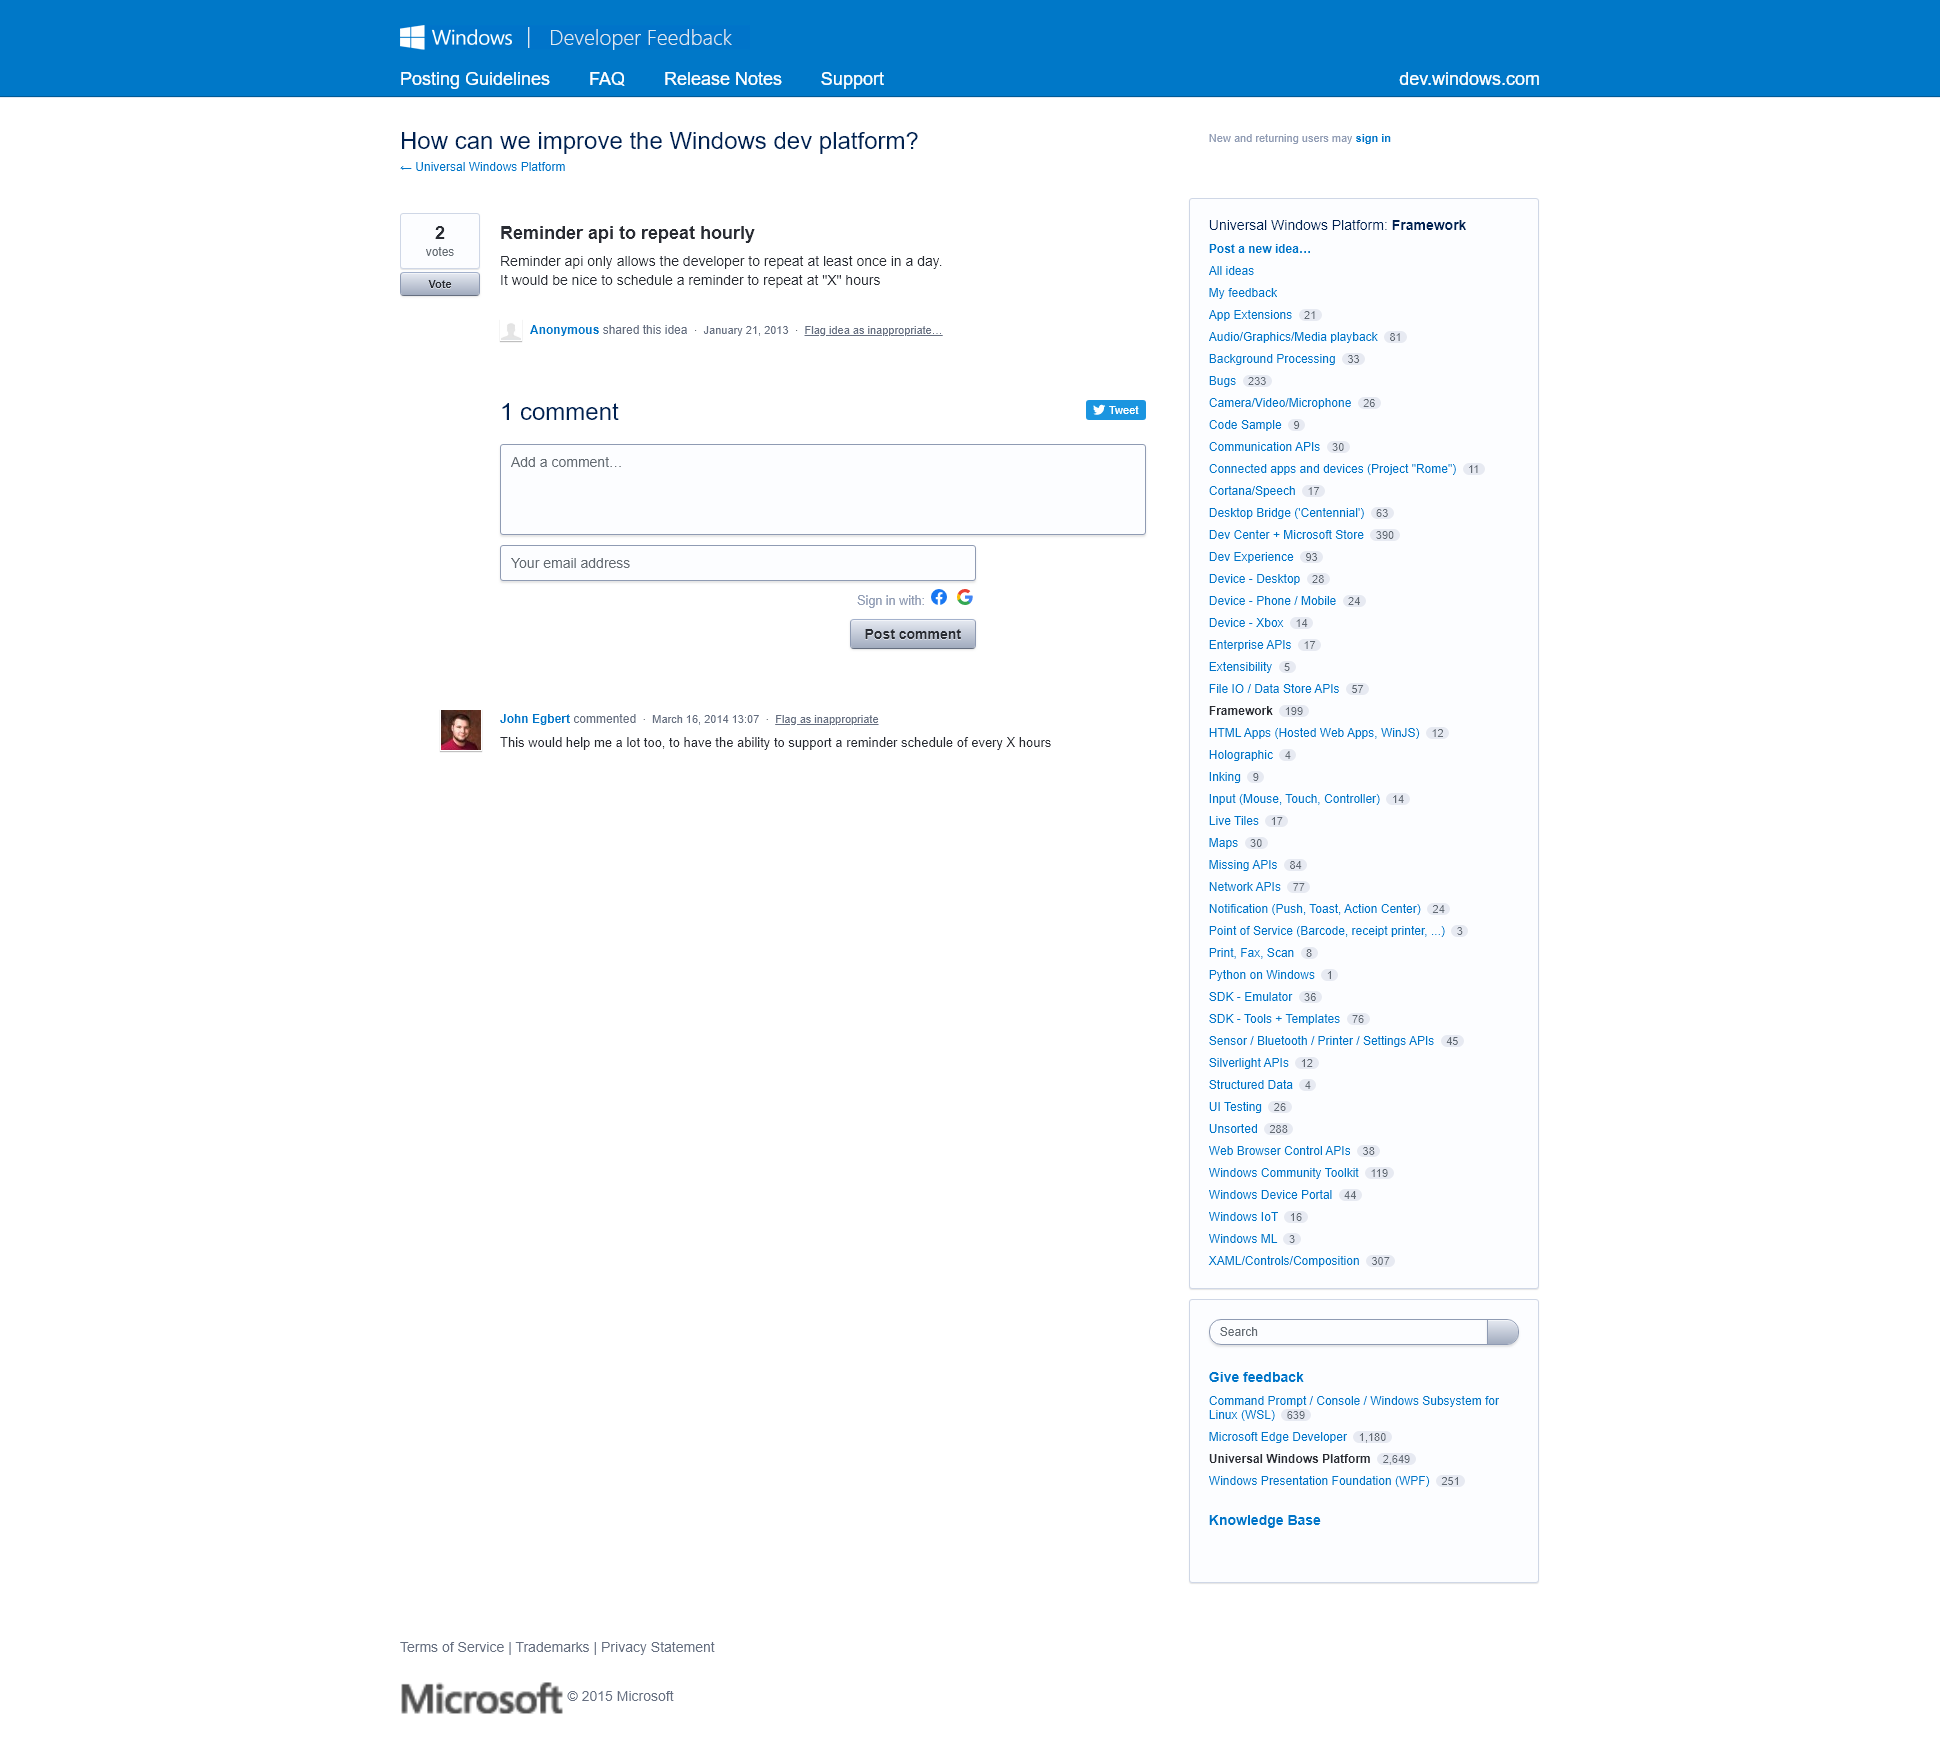 Windows | Developer Feedback
Posting Guidelines FAQ Release Notes Support dev.windows.com
How can we improve the Windows dev platform?
← Universal Windows Platform
New and returning users may sign in
2
votes
Vote
Reminder api to repeat hourly
Reminder api only allows the developer to repeat at least once in a day.
It would be nice to schedule a reminder to repeat at "X" hours
Anonymous shared this idea · January 21, 2013 · Flag idea as inappropriate…
1 comment
Tweet
Add a comment…
Your email address
Sign in with:
Post comment
John Egbert commented · March 16, 2014 13:07 · Flag as inappropriate
This would help me a lot too, to have the ability to support a reminder schedule of every X hours
Universal Windows Platform: Framework
Post a new idea…
All ideas
My feedback
App Extensions 21
Audio/Graphics/Media playback 81
Background Processing 33
Bugs 233
Camera/Video/Microphone 26
Code Sample 9
Communication APIs 30
Connected apps and devices (Project "Rome") 11
Cortana/Speech 17
Desktop Bridge ('Centennial') 63
Dev Center + Microsoft Store 390
Dev Experience 93
Device - Desktop 28
Device - Phone / Mobile 24
Device - Xbox 14
Enterprise APIs 17
Extensibility 5
File IO / Data Store APIs 57
Framework 199
HTML Apps (Hosted Web Apps, WinJS) 12
Holographic 4
Inking 9
Input (Mouse, Touch, Controller) 14
Live Tiles 17
Maps 30
Missing APIs 84
Network APIs 77
Notification (Push, Toast, Action Center) 24
Point of Service (Barcode, receipt printer, ...) 3
Print, Fax, Scan 8
Python on Windows 1
SDK - Emulator 36
SDK - Tools + Templates 76
Sensor / Bluetooth / Printer / Settings APIs 45
Silverlight APIs 12
Structured Data 4
UI Testing 26
Unsorted 288
Web Browser Control APIs 38
Windows Community Toolkit 119
Windows Device Portal 44
Windows IoT 16
Windows ML 3
XAML/Controls/Composition 307
Search
Give feedback
Command Prompt / Console / Windows Subsystem for
Linux (WSL) 639
Microsoft Edge Developer 1,180
Universal Windows Platform 2,649
Windows Presentation Foundation (WPF) 251
Knowledge Base
Terms of Service | Trademarks | Privacy Statement
Microsoft © 2015 Microsoft